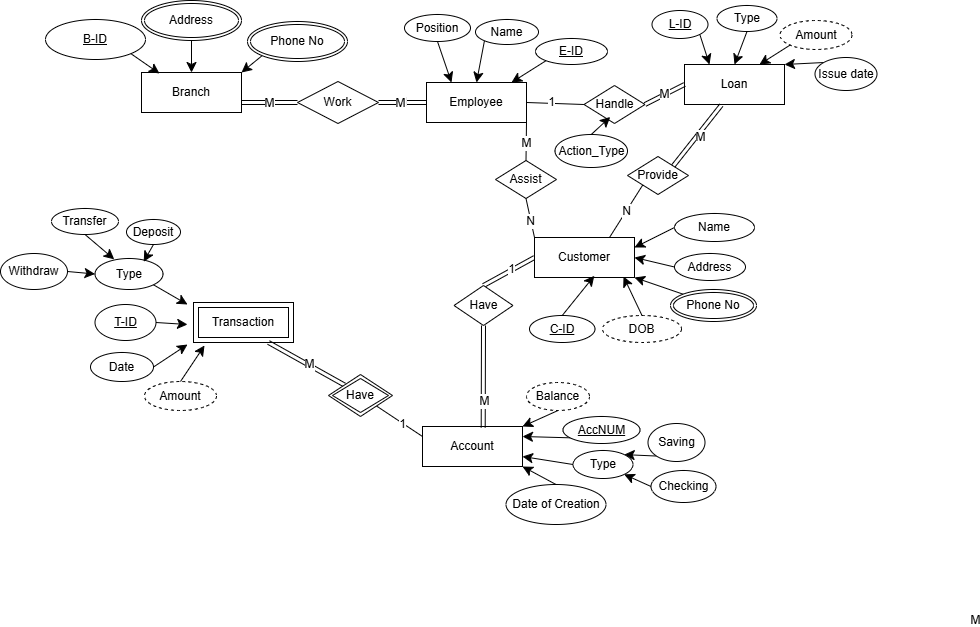 Address
B-ID
Phone No
Branch
M
Work
M
Position
Name
E-ID
Employee
1
Handle
M
Action_Type
L-ID
Type
Amount
Issue date
Loan
M
Assist
N
M
Provide
N
Transfer
Deposit
Withdraw
Type
T-ID
Transaction
Date
Amount
M
Have
1
Customer
Name
Address
Phone No
C-ID
DOB
1
Have
M
Balance
AccNUM
Account
Type
Saving
Checking
Date of Creation
M